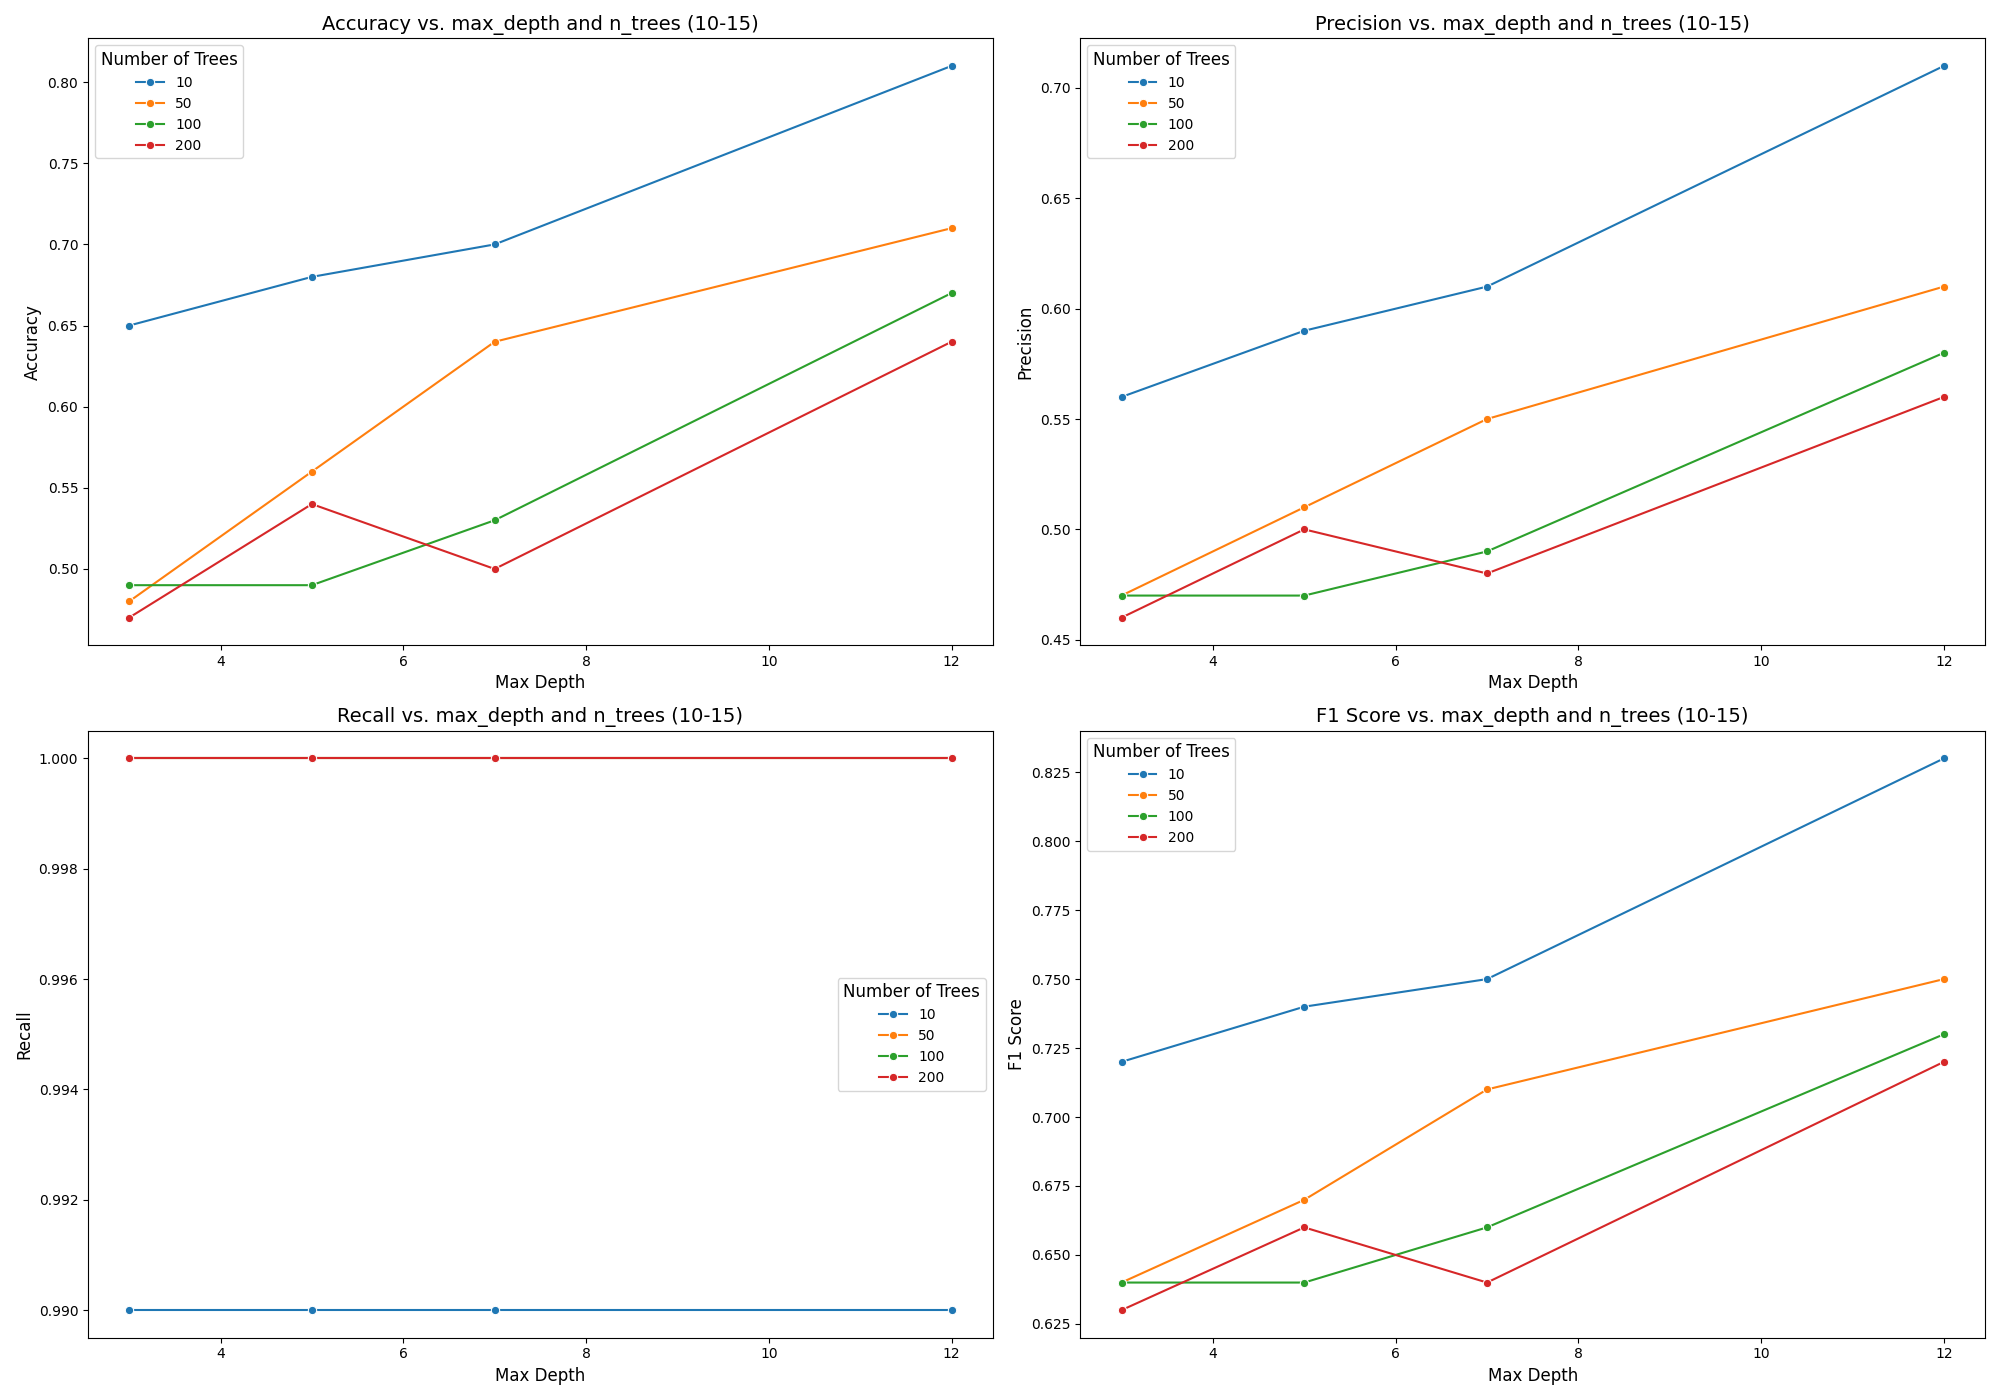 Accuracy vs. max_depth and n_trees (10-15)
Number of Trees
10
50
100
200
0.80
0.75
0.70
0.65
0.60
0.55
0.50
Accuracy
4 6 8 10 12
Max Depth
Precision vs. max_depth and n_trees (10-15)
Number of Trees
10
50
100
200
0.70
0.65
0.60
0.55
0.50
0.45
Precision
4 6 8 10 12
Max Depth
Recall vs. max_depth and n_trees (10-15)
1.000
0.998
0.996
0.994
0.992
0.990
Recall
Number of Trees
10
50
100
200
4 6 8 10 12
Max Depth
F1 Score vs. max_depth and n_trees (10-15)
Number of Trees
10
50
100
200
0.825
0.800
0.775
0.750
0.725
0.700
0.675
0.650
0.625
F1 Score
4 6 8 10 12
Max Depth